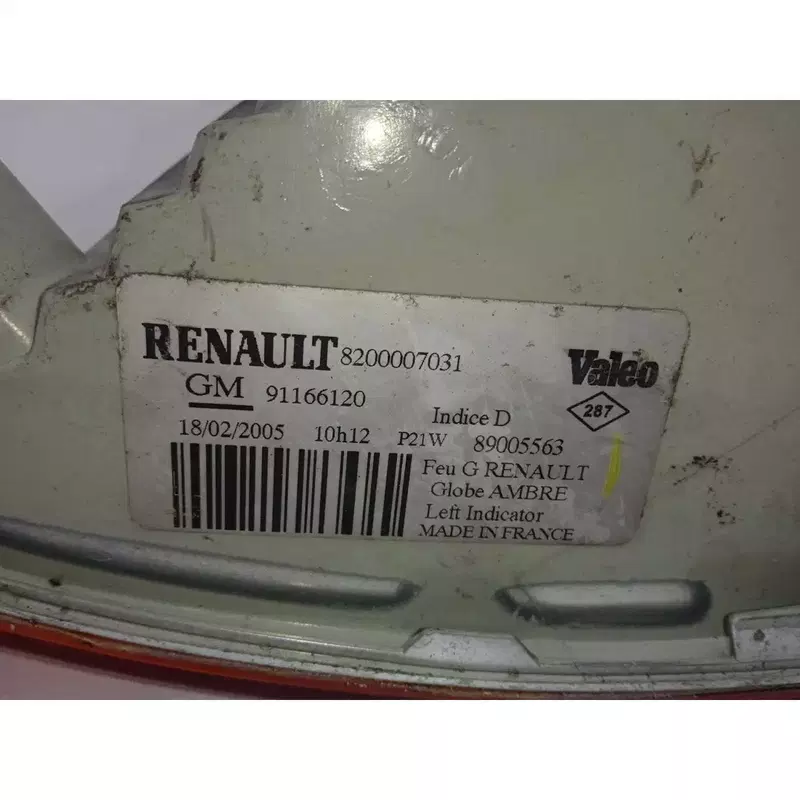 RENAULT 8200007031
Valeo
GM 91166120
287
Indice D
18/02/2005 10h12 P21W 89005563
Feu G RENAULT
Globe AMBRE
Left Indicator
MADE IN FRANCE